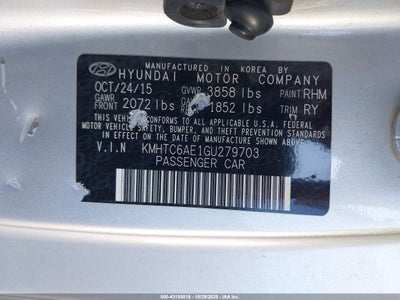 MANUFACTURED IN KOREA BY
HYUNDAI MOTOR COMPANY
OCT/24/15 GVWR 3858 lbs PAINT RHM
GAWR FRONT 2072 lbs 1852 lbs TRIM RY
THIS VEHICLE CONFORMS TO ALL APPLICABLE
FEDERAL MOTOR VEHICLE SAFETY, BUMPER, AND
THEFT PREVENTION STANDARDS IN EFFECT ON
THE DATE OF MANUFACTURE SHOWN ABOVE.
V.I.N KMHTC6AE1GU279703
PASSENGER CAR